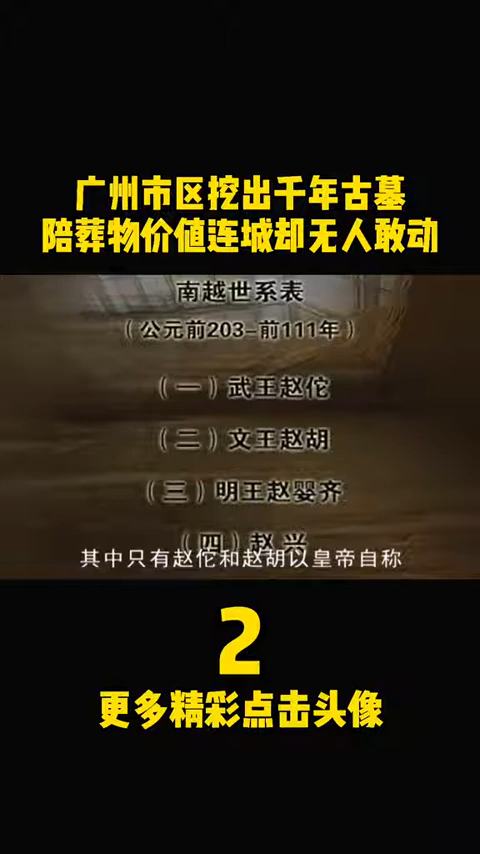 广州市区挖出千年古墓
陪葬物价值连城却无人敢动
南越世系表
（公元前203-前111年）
（一）武王赵佗
（二）文王赵胡
（三）明王赵婴齐
（四）赵兴
其中只有赵佗和赵胡以皇帝自称
2
更多精彩点击头像